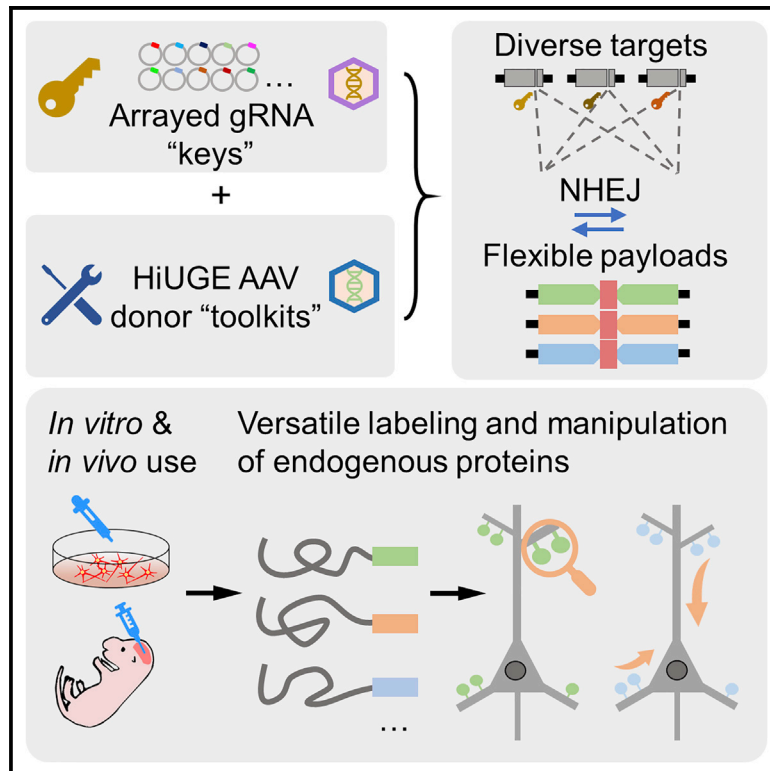 ...
Arrayed gRNA
“keys”
+
HiUGE AAV
donor “toolkits”
Diverse targets
NHEJ
Flexible payloads
In vitro &
in vivo use
Versatile labeling and manipulation
of endogenous proteins
...